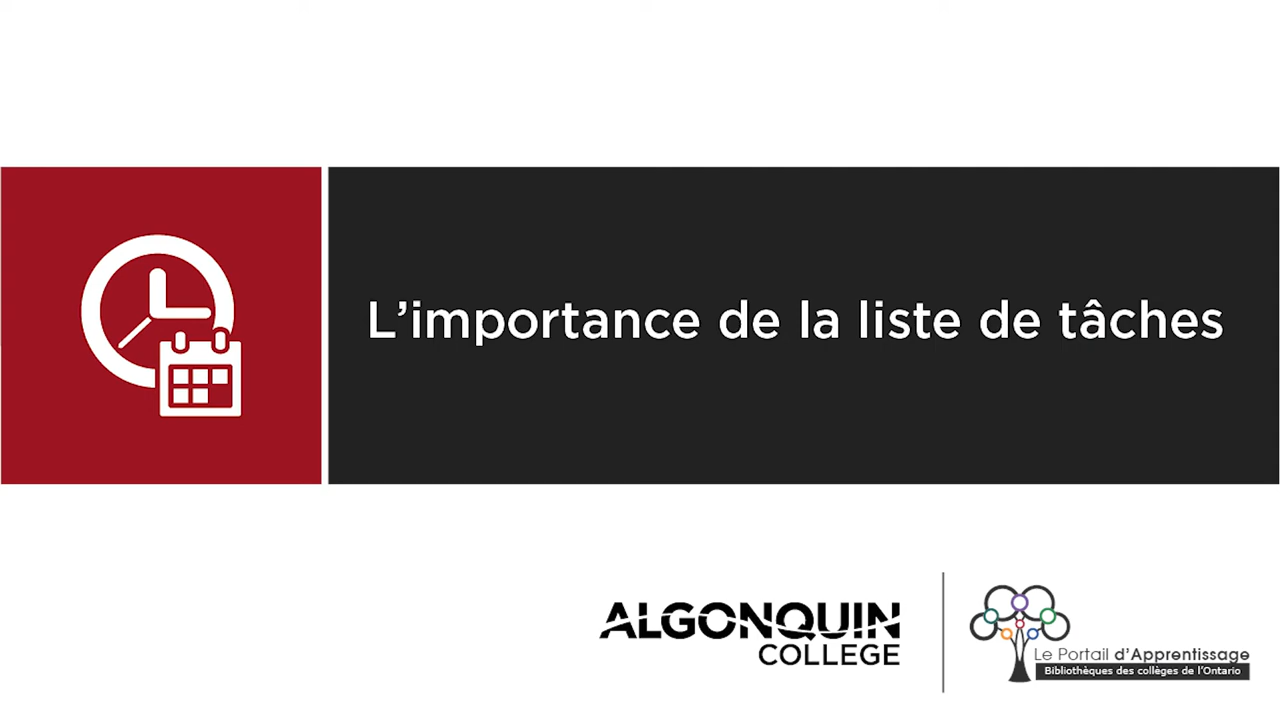 L’importance de la liste de tâches
ALGONQUIN
COLLEGE
Le Portail d’Apprentissage
Bibliothèques des collèges de l’Ontario